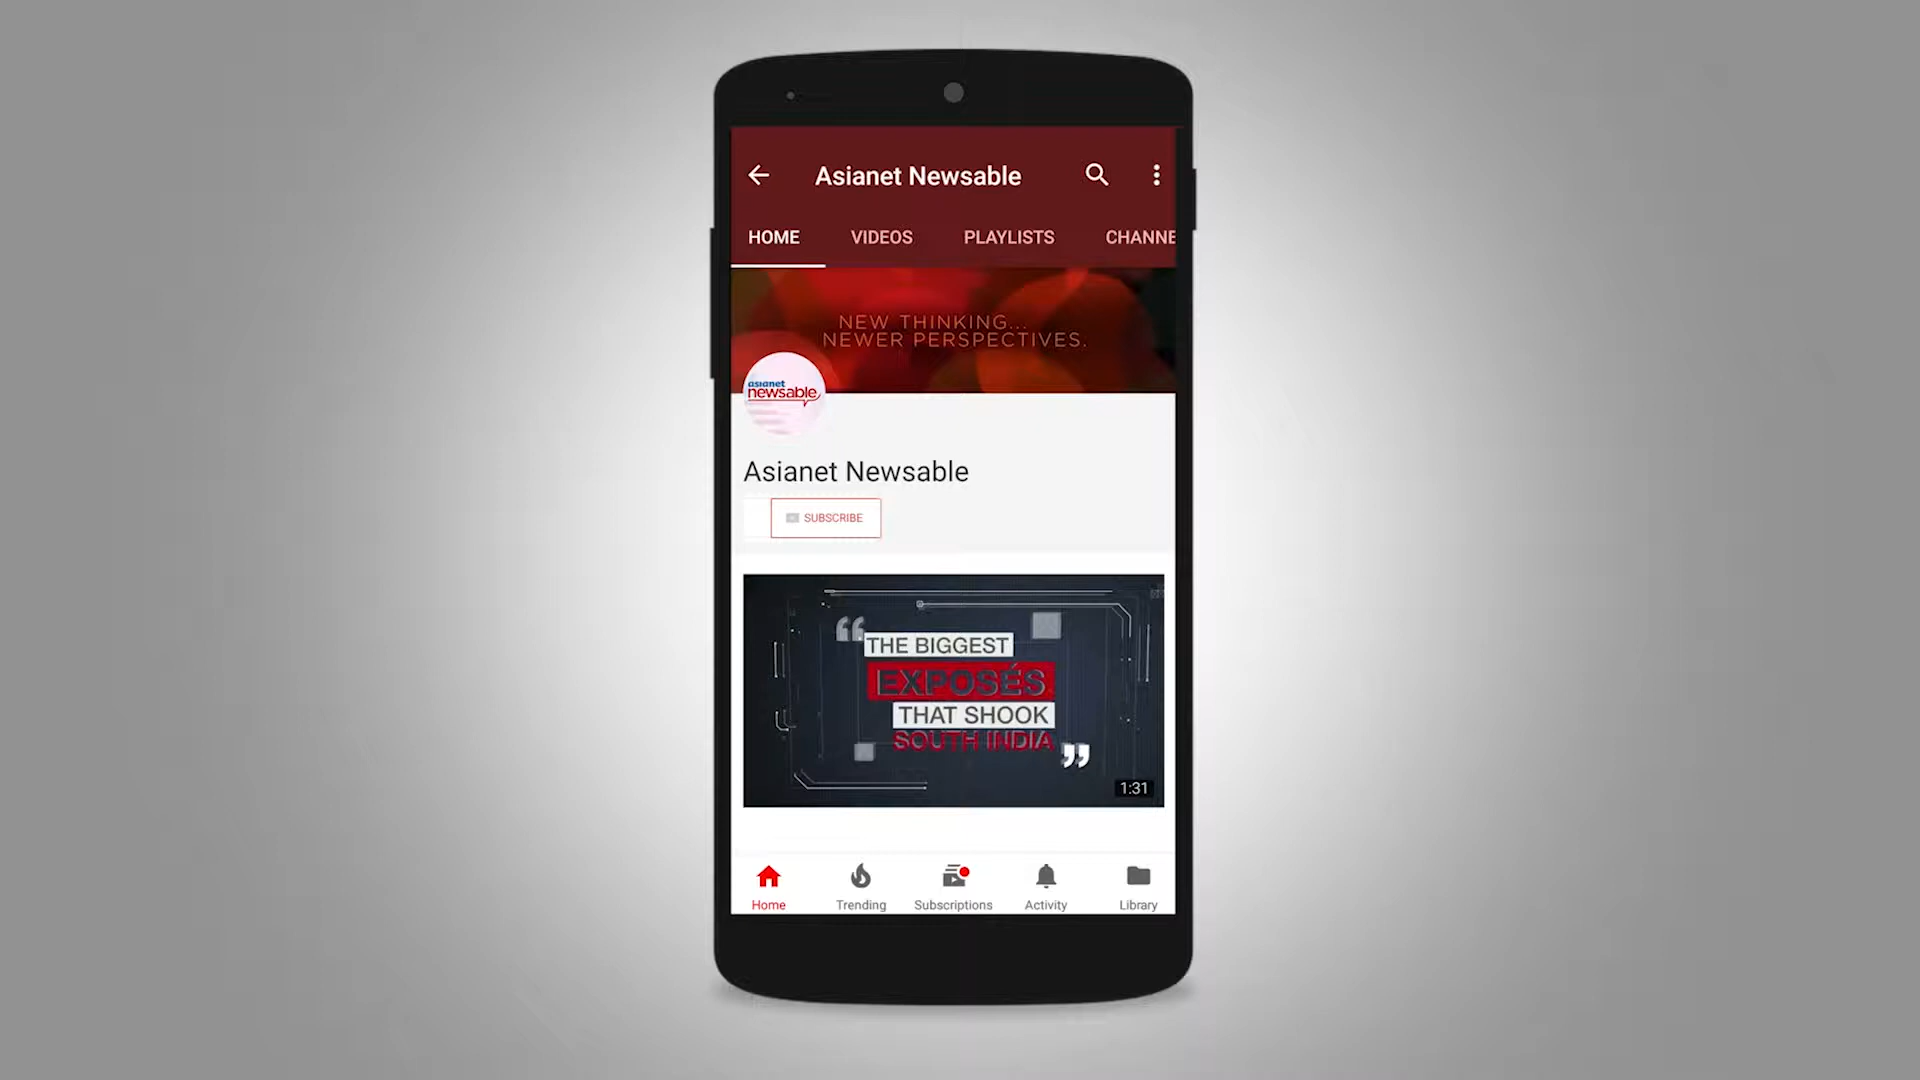 Asianet Newsable
HOME VIDEOS PLAYLISTS CHANNE
NEW THINKING...
NEWER PERSPECTIVES.
asianet
newsable
Asianet Newsable
SUBSCRIBE
“THE BIGGEST
EXPOSÉS
THAT SHOOK
SOUTH INDIA”
1:31
Home Trending Subscriptions Activity Library